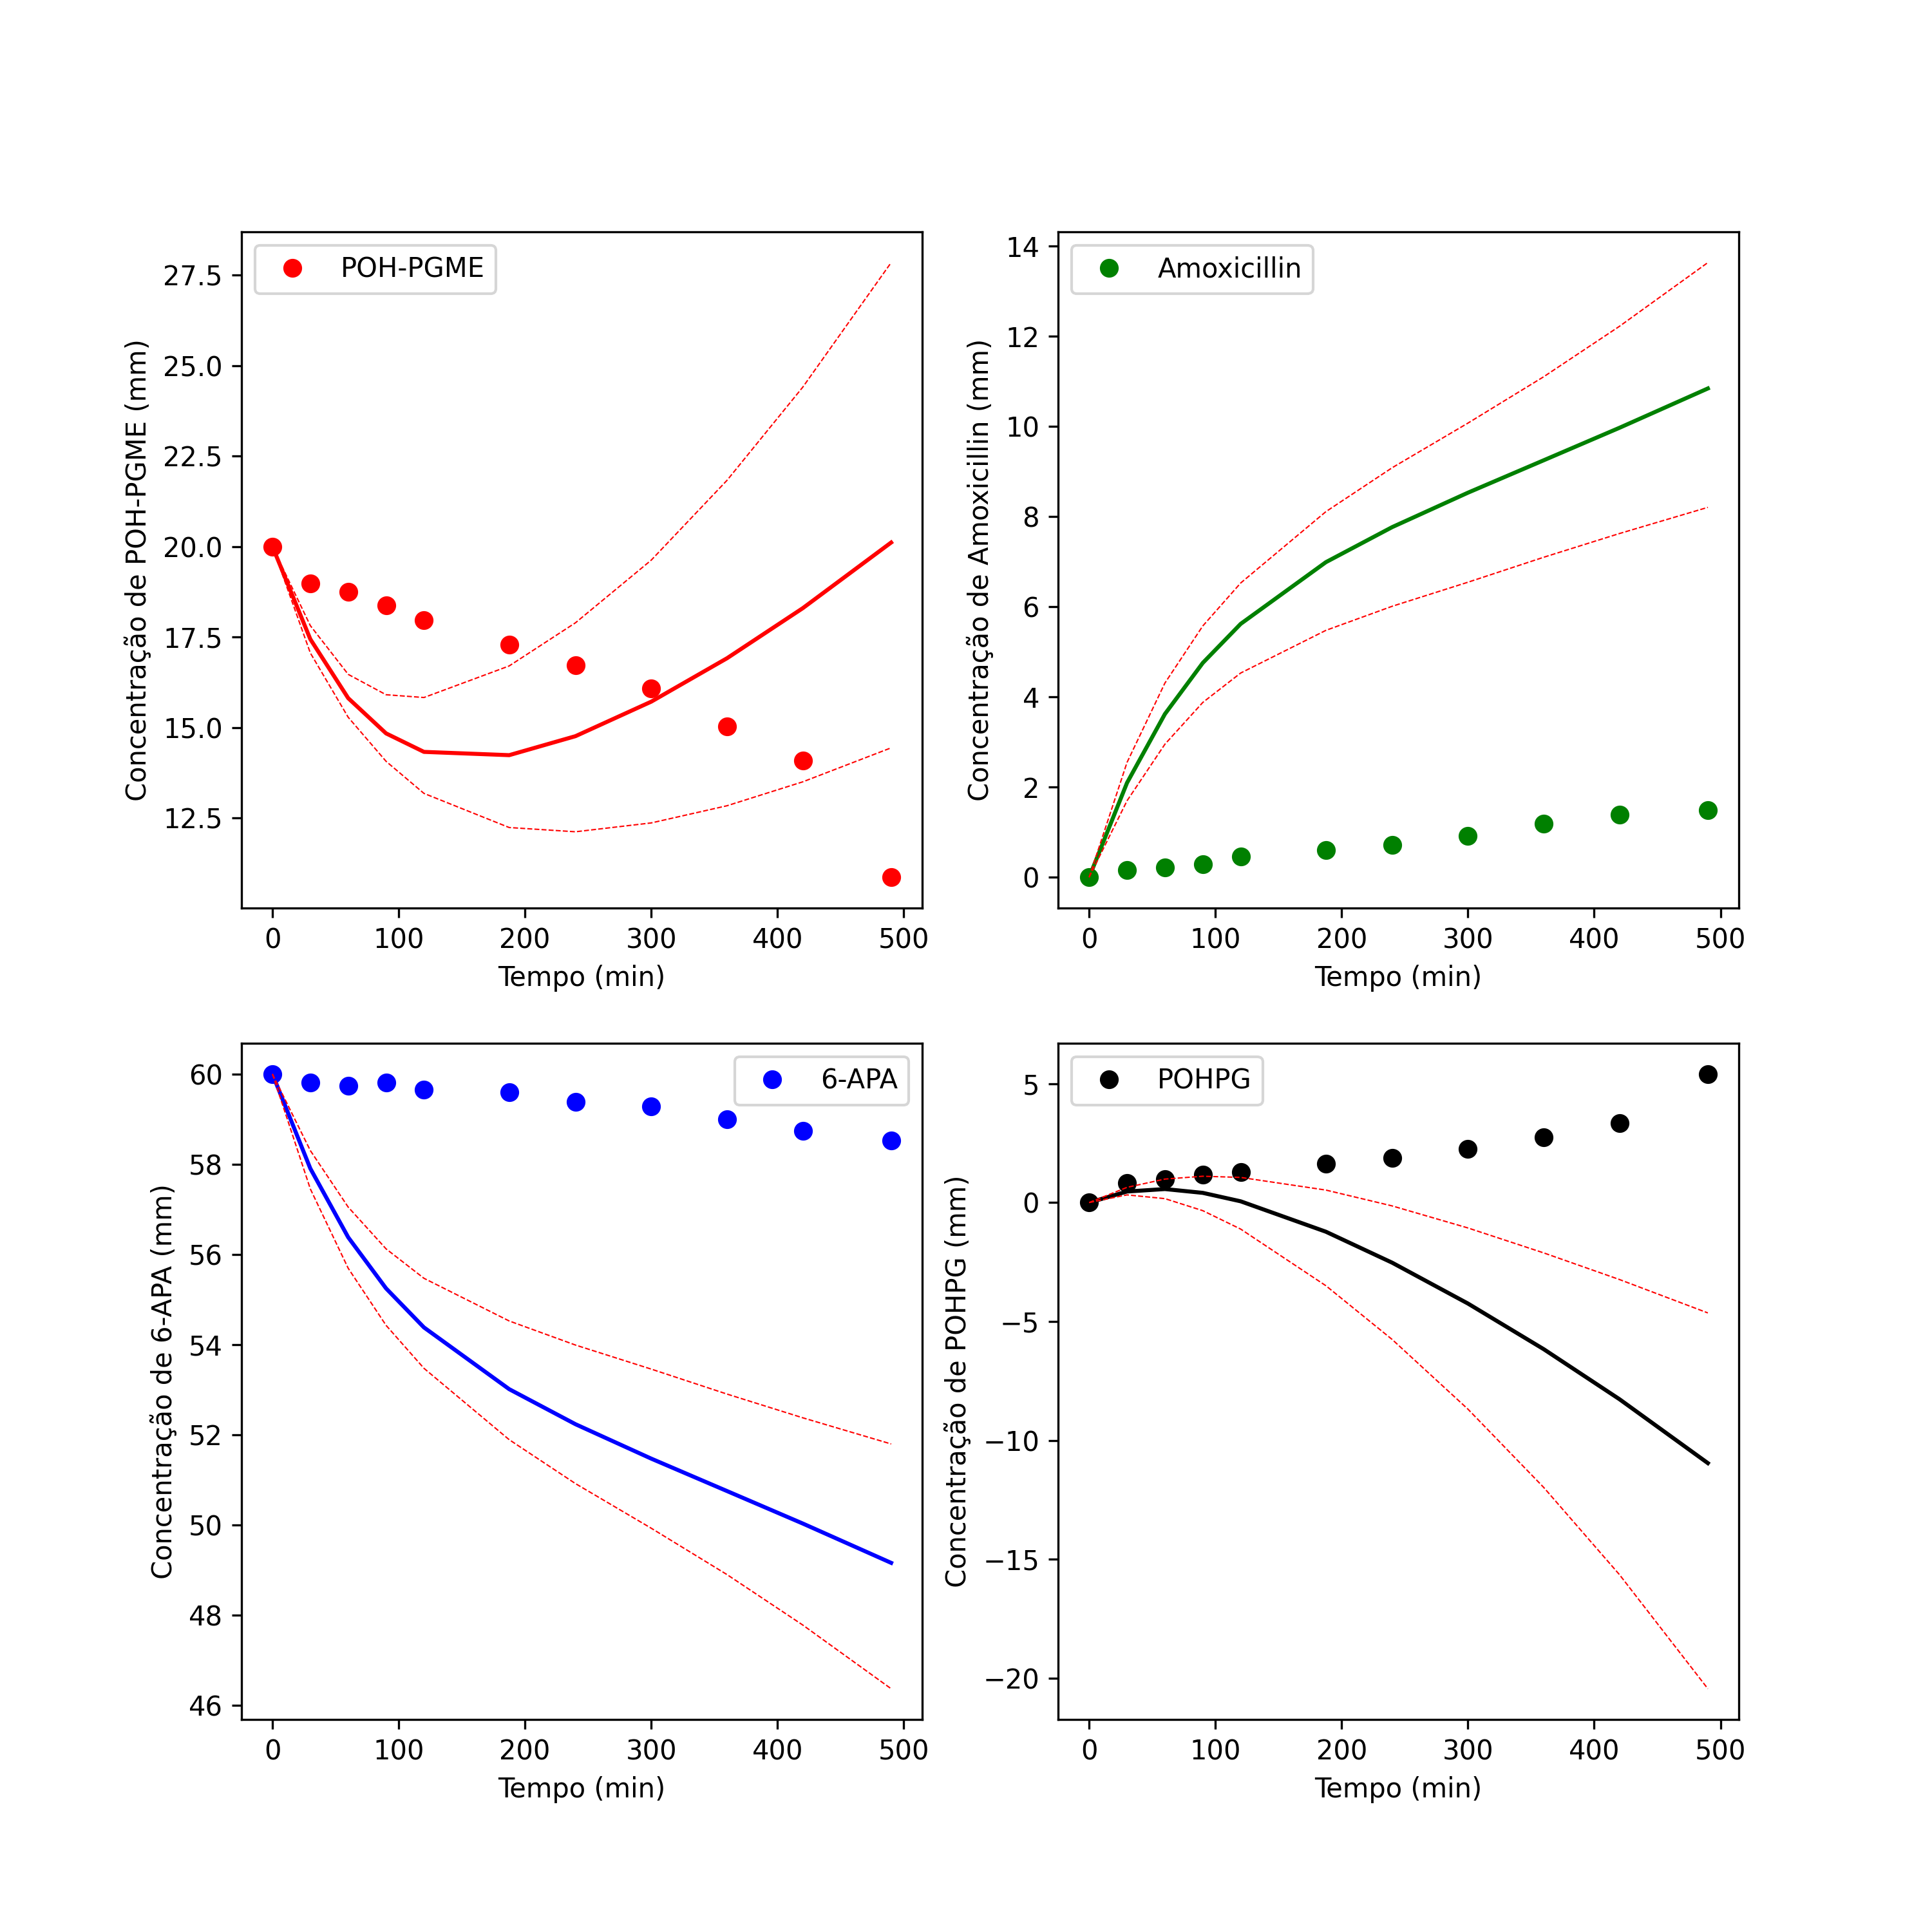 POH-PGME
Concentração de POH-PGME (mm)
27.5
25.0
22.5
20.0
17.5
15.0
12.5
0 100 200 300 400 500
Tempo (min)
Amoxicillin
Concentração de Amoxicillin (mm)
14
12
10
8
6
4
2
0
0 100 200 300 400 500
Tempo (min)
6-APA
Concentração de 6-APA (mm)
60
58
56
54
52
50
48
46
0 100 200 300 400 500
Tempo (min)
POHPG
Concentração de POHPG (mm)
5
0
−5
−10
−15
−20
0 100 200 300 400 500
Tempo (min)